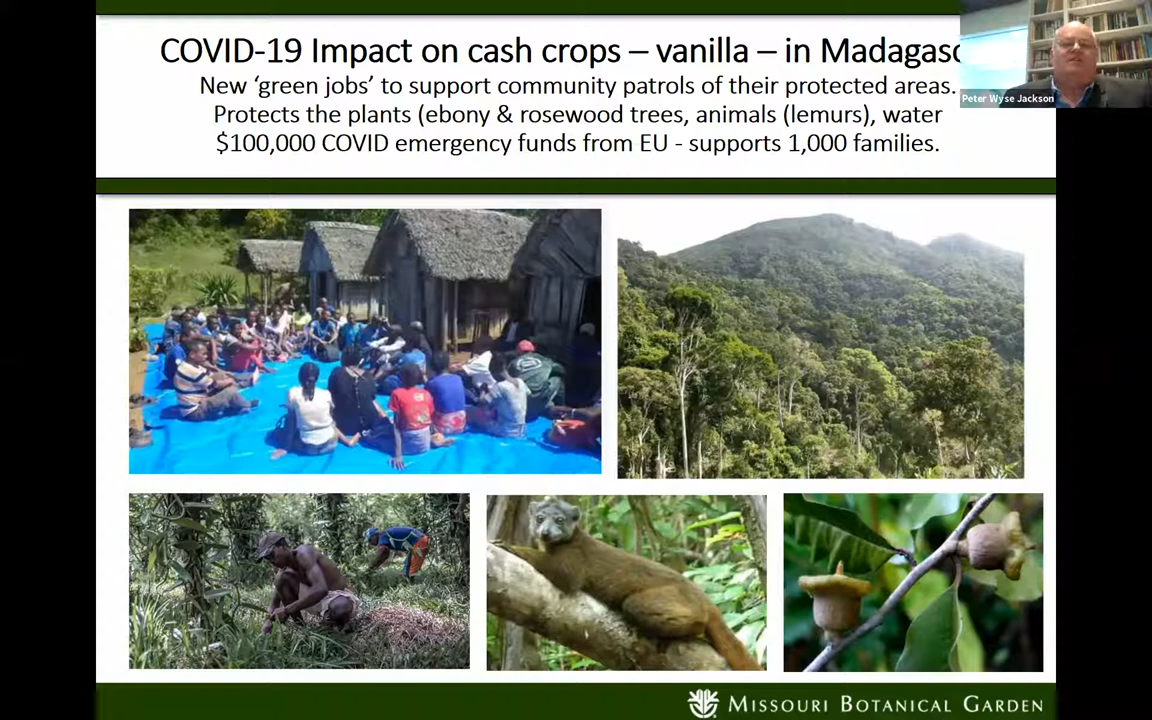 COVID-19 Impact on cash crops – vanilla – in Madagasc
New ‘green jobs’ to support community patrols of their protected areas.
Protects the plants (ebony & rosewood trees, animals (lemurs), water
$100,000 COVID emergency funds from EU - supports 1,000 families.
Peter Wyse Jackson
MISSOURI BOTANICAL GARDEN